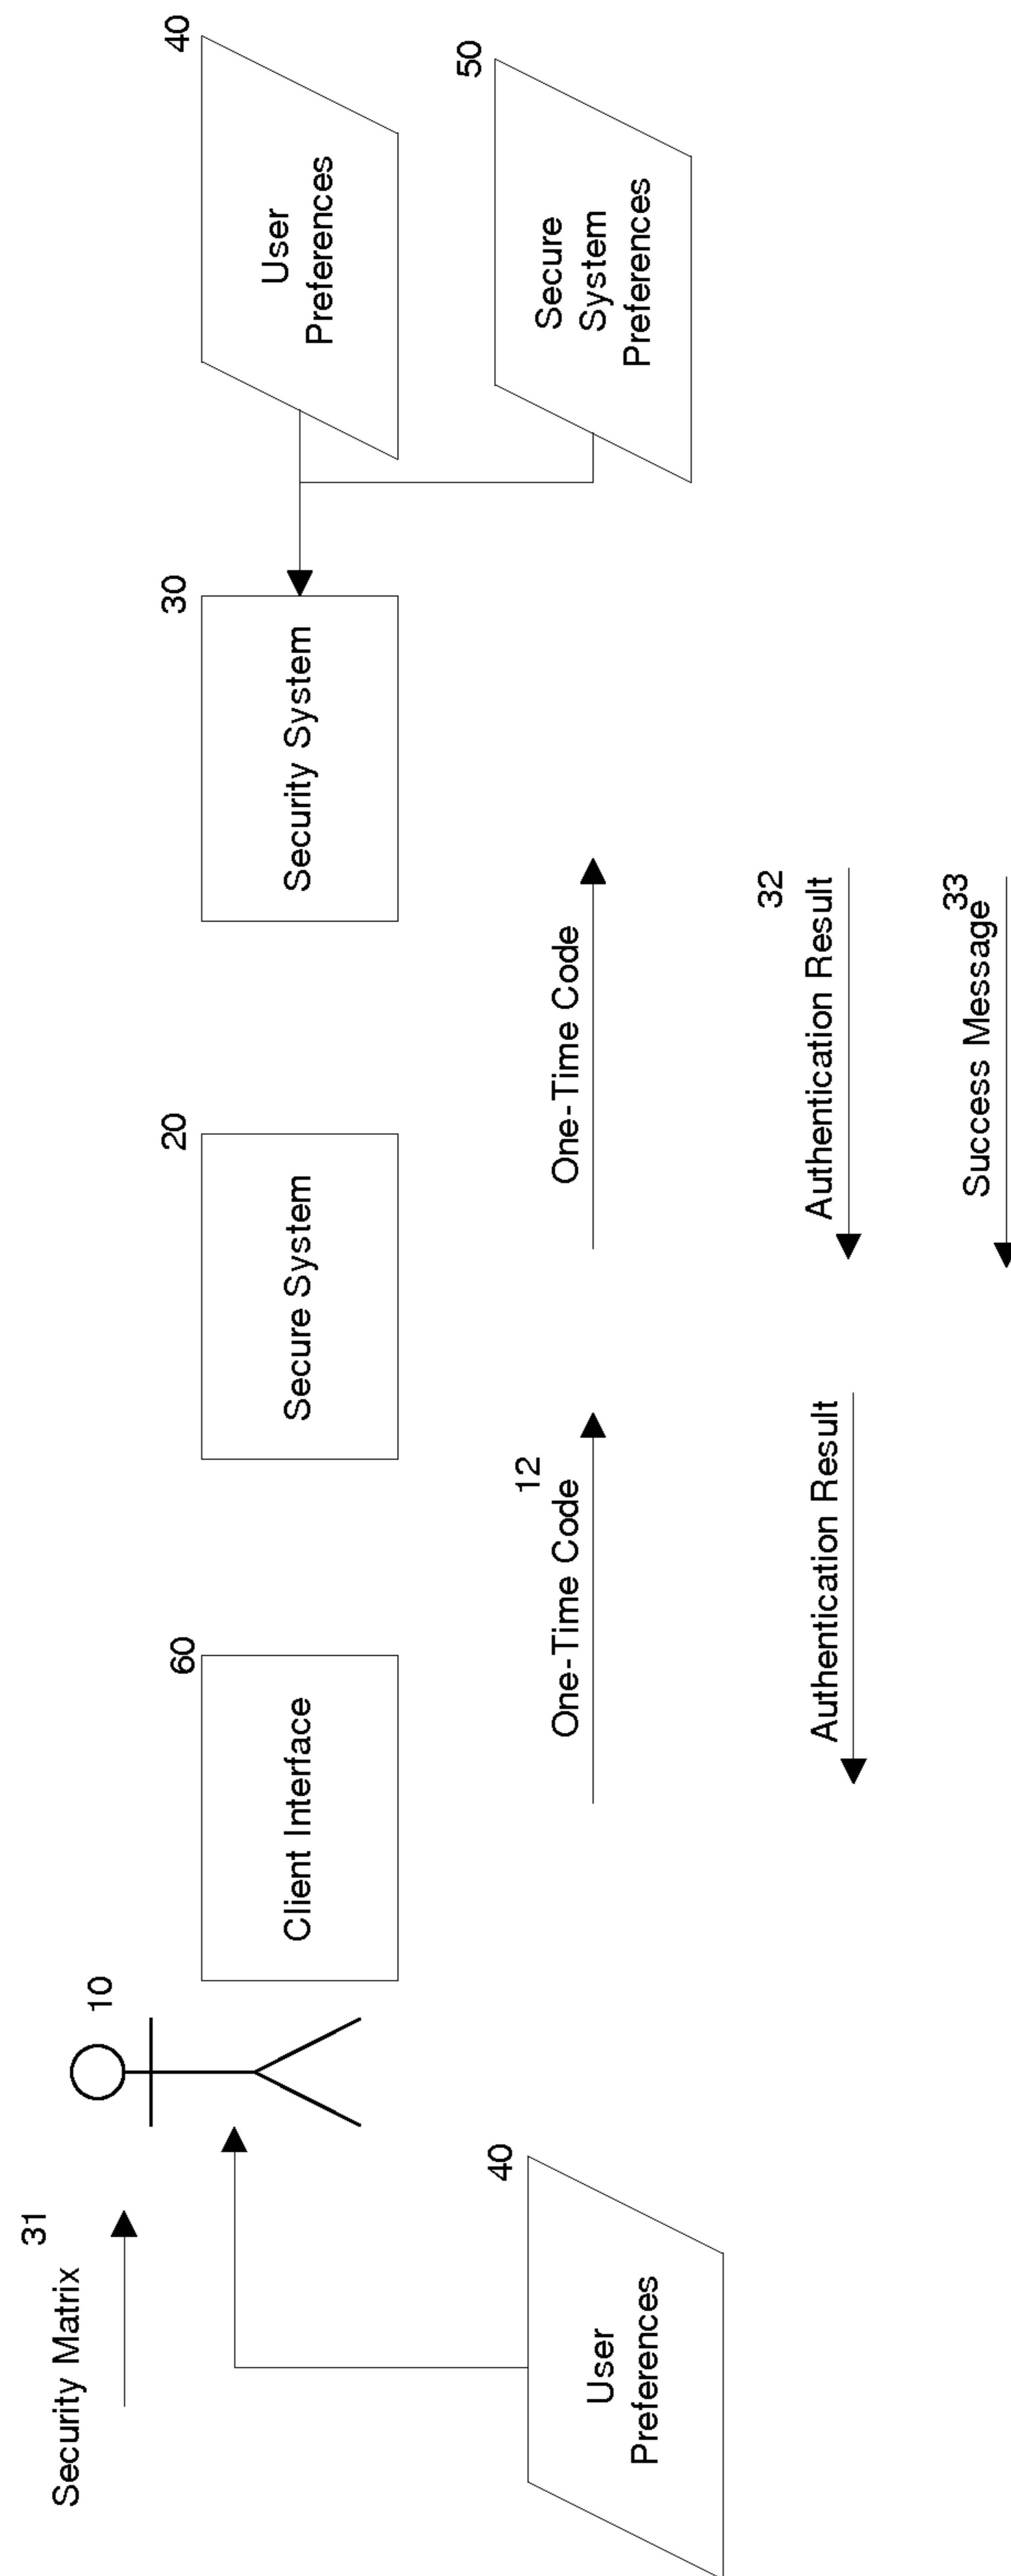 Security Matrix
31
10
User
Preferences
40
Client Interface
60
Secure System
20
Security System
30
User
Preferences
40
Secure
System
Preferences
50
One-Time Code
12
One-Time Code
Authentication Result
Authentication Result
32
Success Message
33